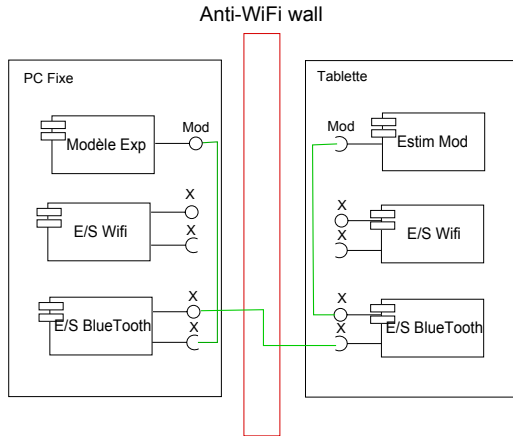 Anti-WiFi wall
PC Fixe
Modèle Exp
Mod
E/S Wifi
X
X
E/S BlueTooth
X
X
Tablette
Mod
Estim Mod
X
X
E/S Wifi
X
X
E/S BlueTooth